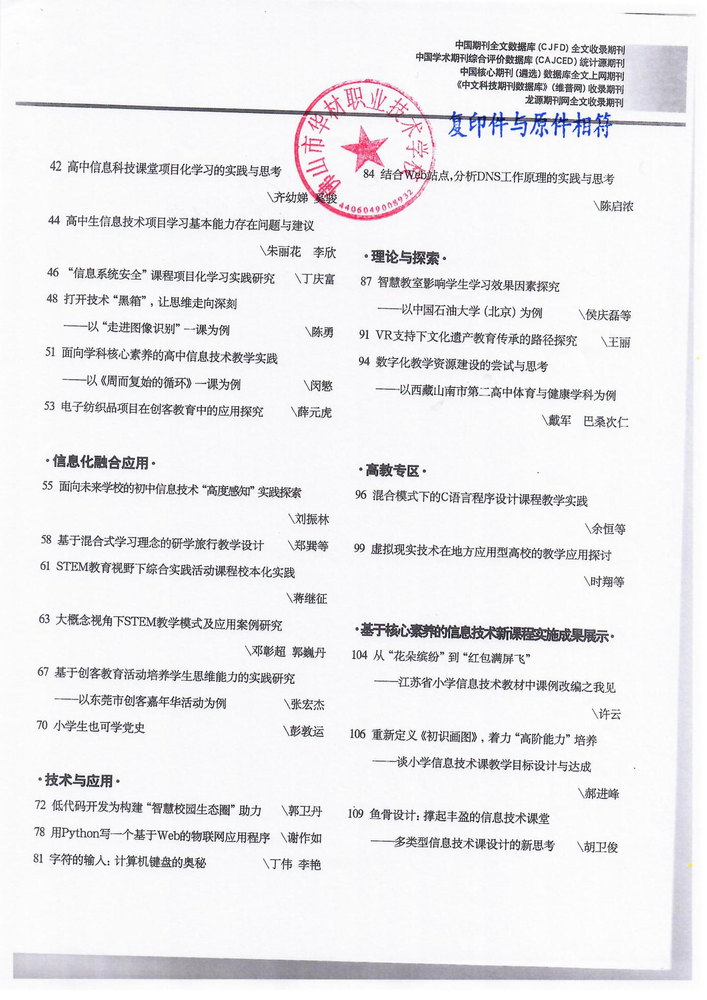 中国期刊全文数据库(CJFD)全文收录期刊
中国学术期刊综合评价数据库(CAJCED)统计源期刊
中国核心期刊(遴选)数据库全文上网期刊
《中文科技期刊数据库》(维普网)收录期刊
龙源期刊网全文收录期刊
复印件与原件相符
佛山市华材职业技术学校
4406049008932
42 高中信息科技课堂项目化学习的实践与思考
\齐幼娣 奚骏
44 高中生信息技术项目学习基本能力存在问题与建议
\朱丽花 李欣
46 “信息系统安全”课程项目化学习实践研究 \丁庆富
48 打开技术“黑箱”,让思维走向深刻
——以“走进图像识别”一课为例 \陈勇
51 面向学科核心素养的高中信息技术教学实践
——以《周而复始的循环》一课为例 \闵慜
53 电子纺织品项目在创客教育中的应用探究 \薛元虎
·信息化融合应用·
55 面向未来学校的初中信息技术“高度感知”实践探索
\刘振林
58 基于混合式学习理念的研学旅行教学设计 \郑巽等
61 STEM教育视野下综合实践活动课程校本化实践
\蒋继征
63 大概念视角下STEM教学模式及应用案例研究
\邓彰超 郭巍丹
67 基于创客教育活动培养学生思维能力的实践研究
——以东莞市创客嘉年华活动为例 \张宏杰
70 小学生也可学党史 \彭敦运
·技术与应用·
72 低代码开发为构建“智慧校园生态圈”助力 \郭卫丹
78 用Python写一个基于Web的物联网应用程序 \谢作如
81 字符的输入:计算机键盘的奥秘 \丁伟 李艳
84 结合Web站点,分析DNS工作原理的实践与思考
\陈启浓
·理论与探索·
87 智慧教室影响学生学习效果因素探究
——以中国石油大学(北京)为例 \侯庆磊等
91 VR支持下文化遗产教育传承的路径探究 \王丽
94 数字化教学资源建设的尝试与思考
——以西藏山南市第二高中体育与健康学科为例
\戴军 巴桑次仁
·高教专区·
96 混合模式下的C语言程序设计课程教学实践
\余恒等
99 虚拟现实技术在地方应用型高校的教学应用探讨
\时翔等
·基于核心素养的信息技术新课程实施成果展示·
104 从“花朵缤纷”到“红包满屏飞”
——江苏省小学信息技术教材中课例改编之我见
\许云
106 重新定义《初识画图》,着力“高阶能力”培养
——谈小学信息技术课教学目标设计与达成
\郝进峰
109 鱼骨设计:撑起丰盈的信息技术课堂
——多类型信息技术课设计的新思考 \胡卫俊